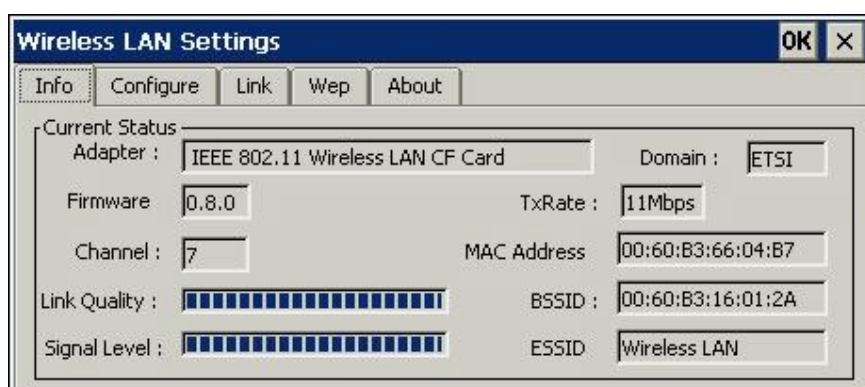 Wireless LAN Settings OK ×
Info Configure Link Wep About
Current Status
Adapter : IEEE 802.11 Wireless LAN CF Card Domain : ETSI
Firmware 0.8.0 TxRate : 11Mbps
Channel : 7 MAC Address 00:60:B3:66:04:B7
Link Quality : BSSID : 00:60:B3:16:01:2A
Signal Level : ESSID Wireless LAN